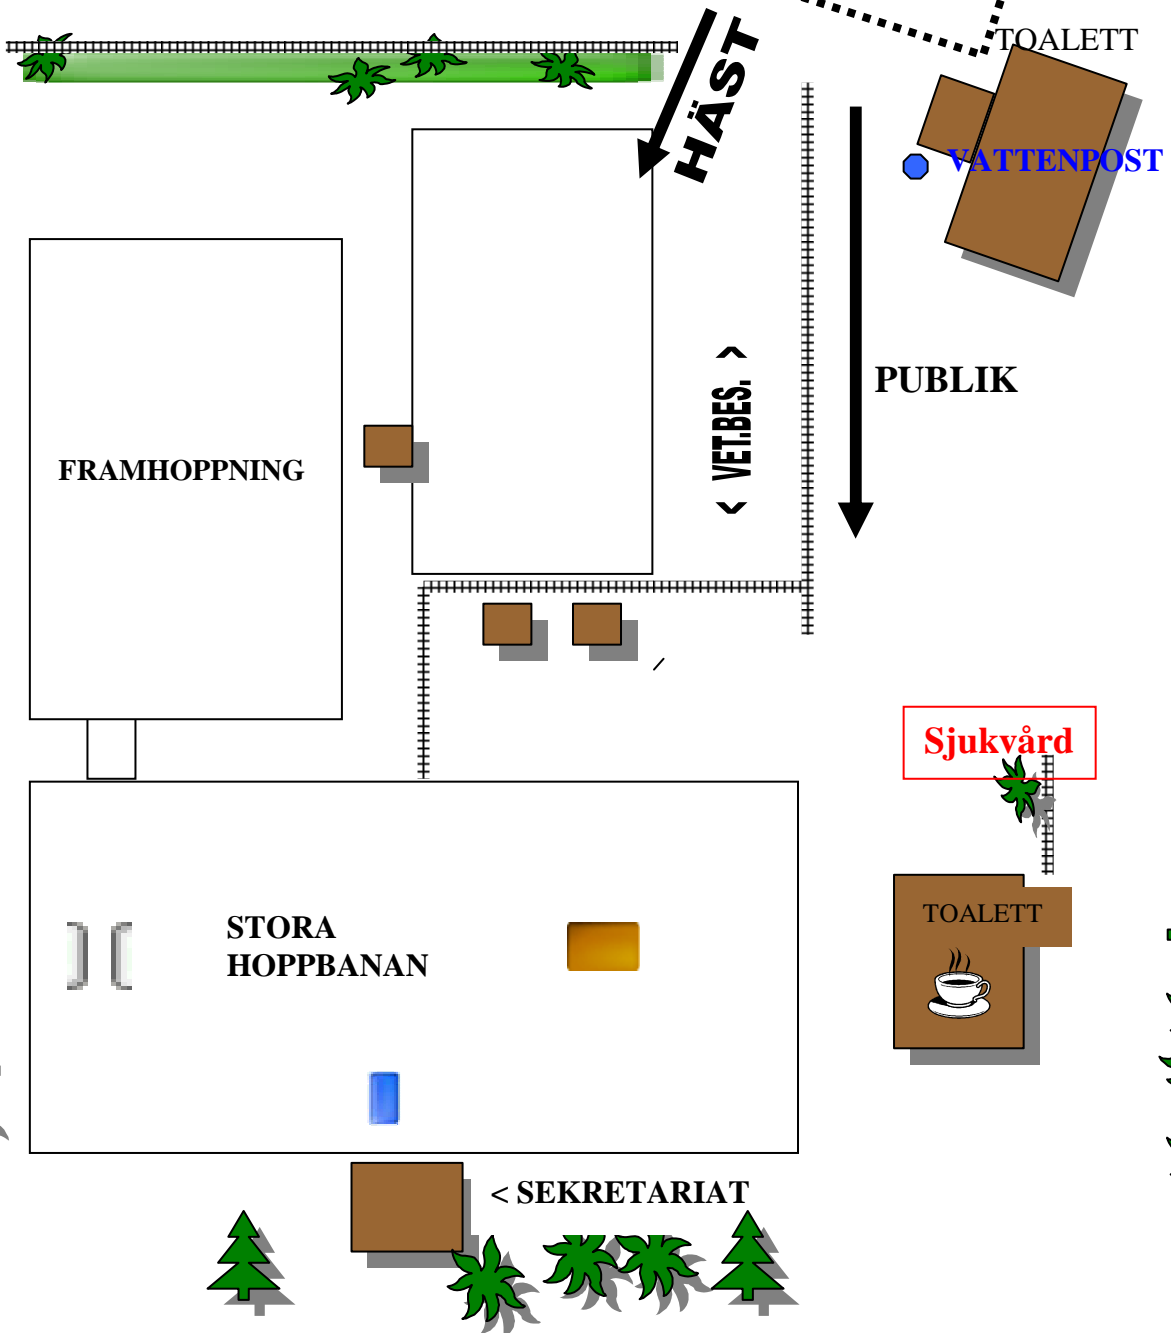 TOALETT
HÄST
VATTENPOST
PUBLIK
< VET.BES. >
FRAMHOPPNING
Sjukvård
TOALETT
STORA
HOPPBANAN
< SEKRETARIAT